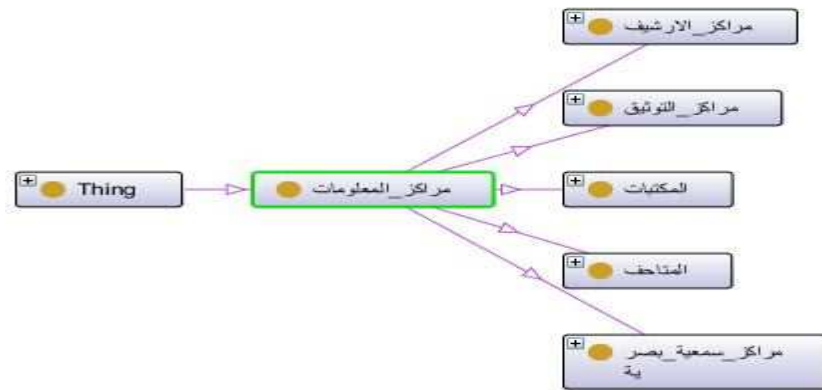 مراكز_الارشيف
مراكز_التوثيق
Thing
مراكز_المعلومات
المكتبات
المتاحف
مراكز_سمعية_بصر
ية